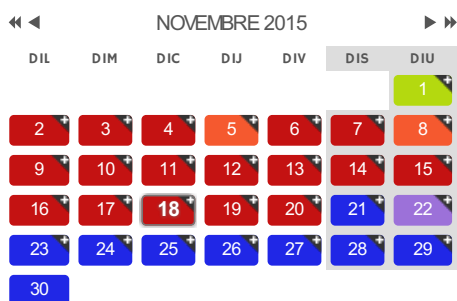 NOVEMBRE 2015
DIL DIM DIC DIJ DIV DIS DIU
1
2 3 4 5 6 7 8
9 10 11 12 13 14 15
16 17 18 19 20 21 22
23 24 25 26 27 28 29
30